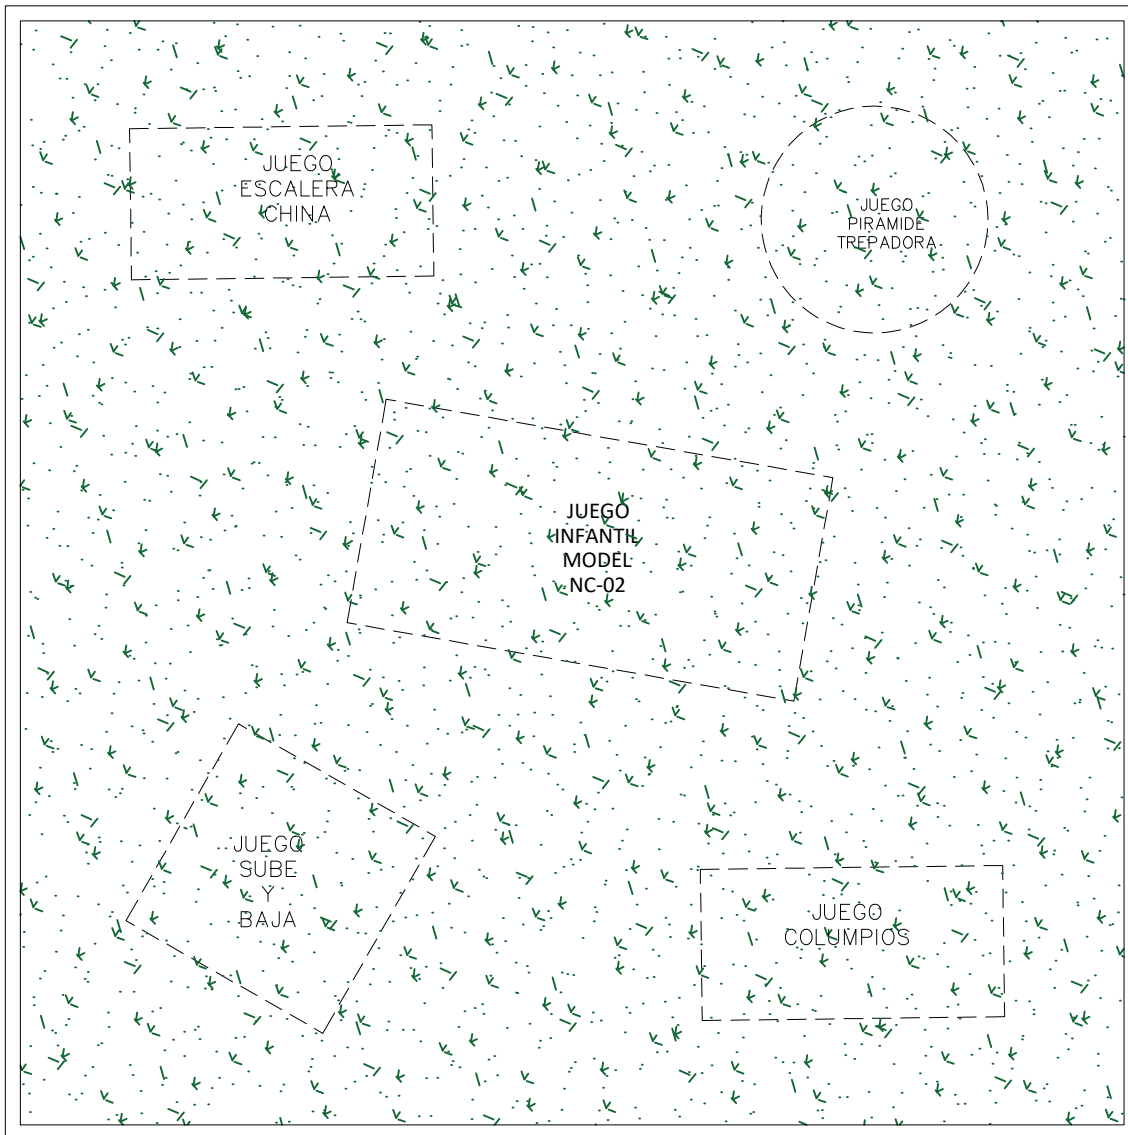 JUEGO
ESCALERA
CHINA
JUEGO
PIRAMIDE
TREPADORA
JUEGO
INFANTIL
MODEL
NC-02
JUEGO
SUBE
Y
BAJA
JUEGO
COLUMPIOS